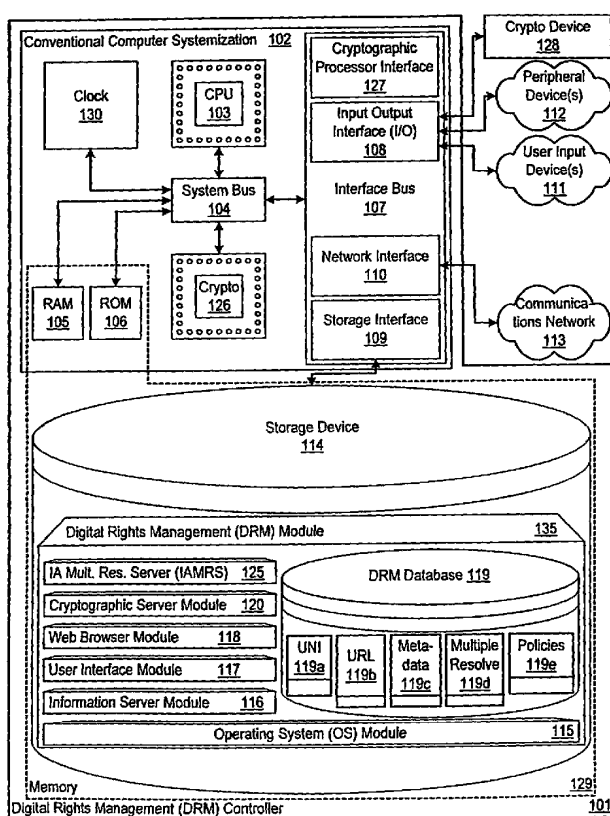 Conventional Computer Systemization 102
Clock
130
CPU
103
Cryptographic
Processor Interface
127
Input Output
Interface (I/O)
108
Interface Bus
107
Network Interface
110
Storage Interface
109
System Bus
104
Crypto
126
RAM
105
ROM
106
Crypto Device
128
Peripheral
Device(s)
112
User Input
Device(s)
111
Communica-
tions Network
113
Storage Device
114
Digital Rights Management (DRM) Module 135
IA Mult. Res. Server (IAMRS) 125
Cryptographic Server Module 120
Web Browser Module 118
User Interface Module 117
Information Server Module 116
DRM Database 119
UNI
119a
URL
119b
Meta-
data
119c
Multiple
Resolve
119d
Policies
119e
Operating System (OS) Module 115
Memory 129
Digital Rights Management (DRM) Controller 101